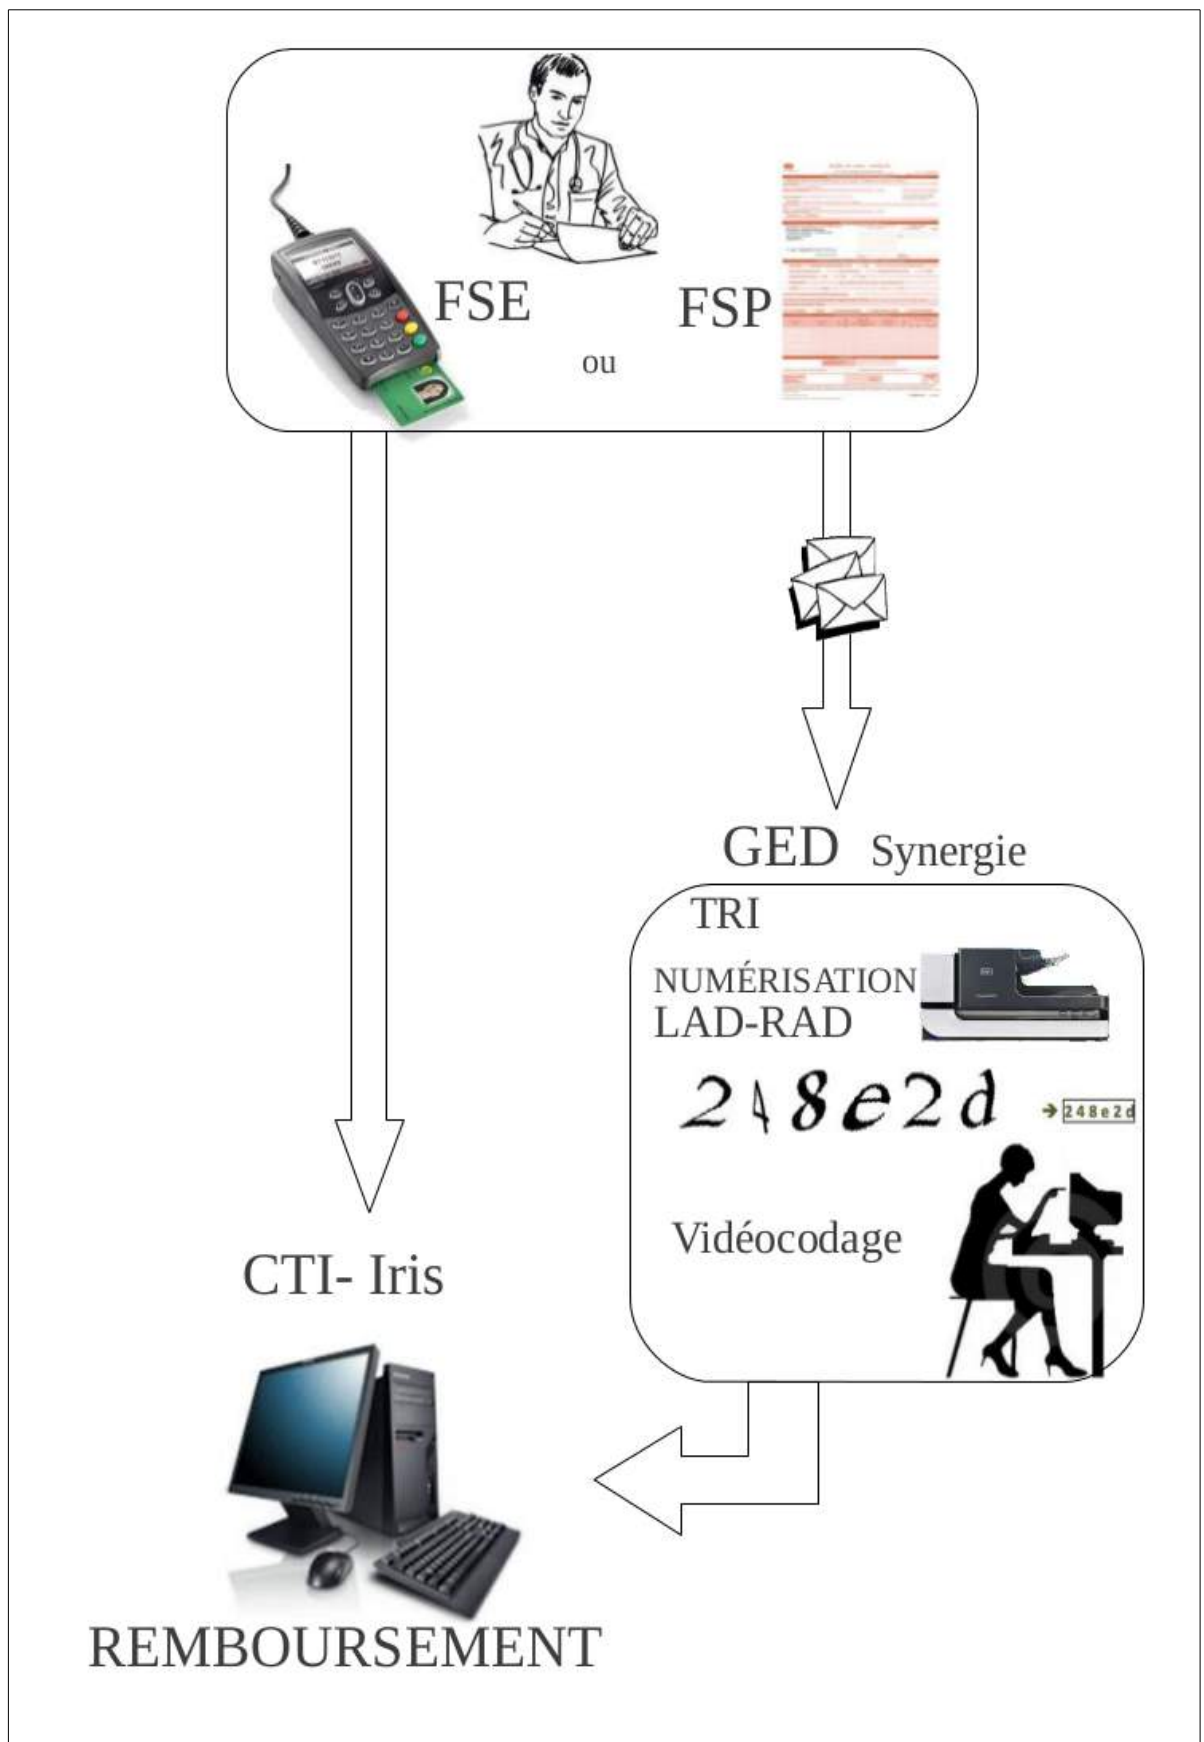 FSE
ou
FSP
GED Synergie
TRI
NUMÉRISATION
LAD-RAD
248e2d
248e2d
Vidéocodage
CTI- Iris
REMBOURSEMENT